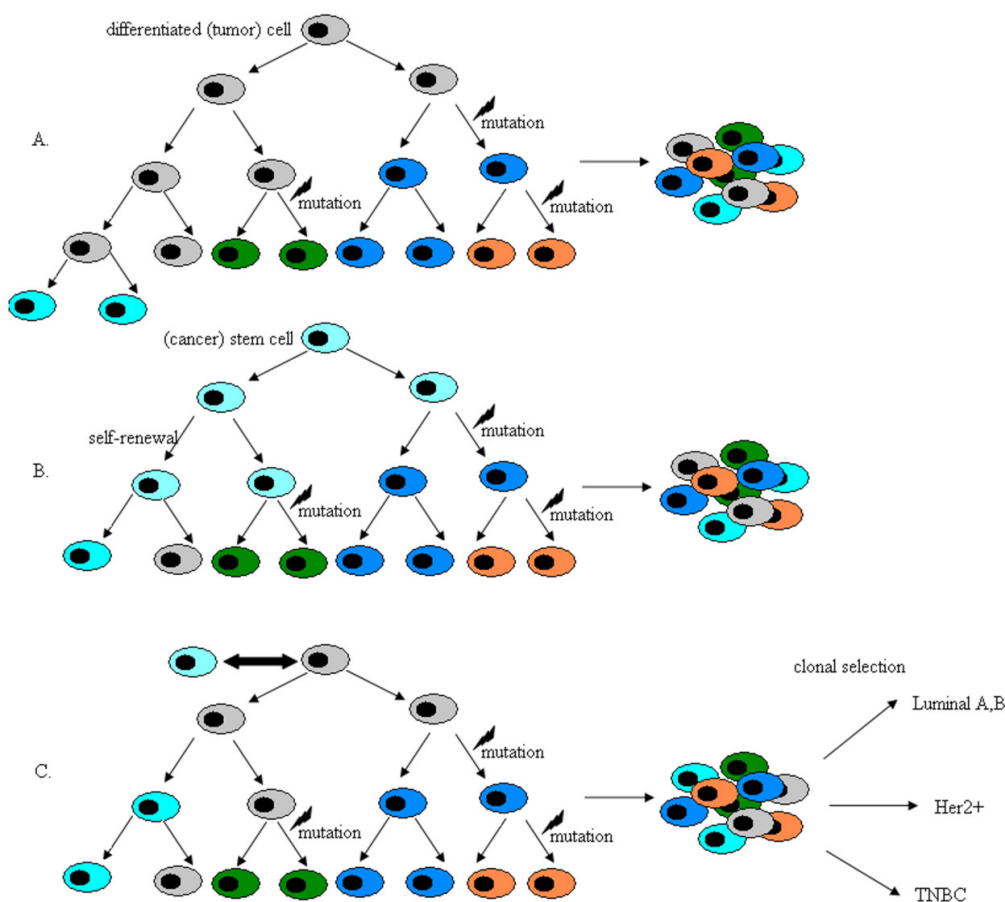 differentiated (tumor) cell
mutation
A.
mutation
mutation
(cancer) stem cell
mutation
self-renewal
B.
mutation
mutation
clonal selection
Luminal A,B
mutation
C.
Her2+
mutation
mutation
TNBC